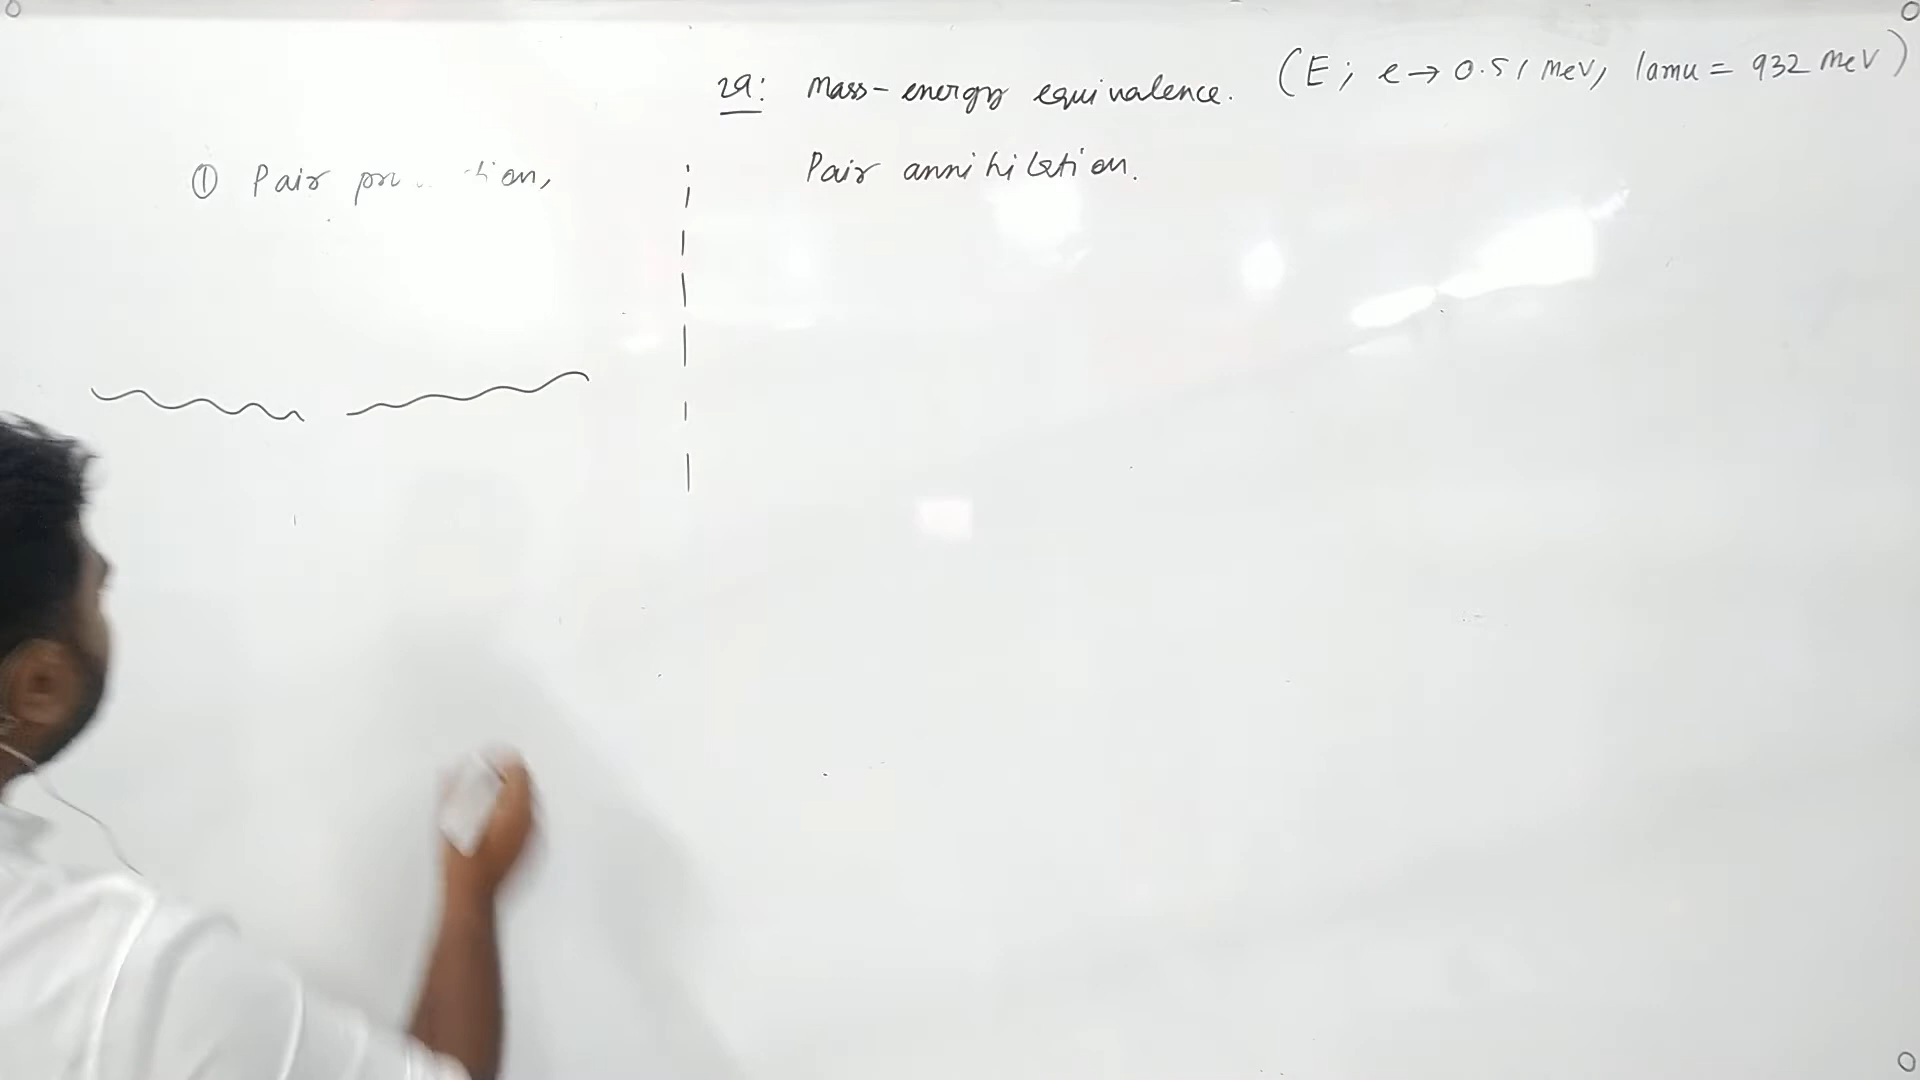 29: Mass-energy equivalence. (E; e → 0.51 MeV, 1amu = 932 MeV)
① Pair
Pair annihilation.